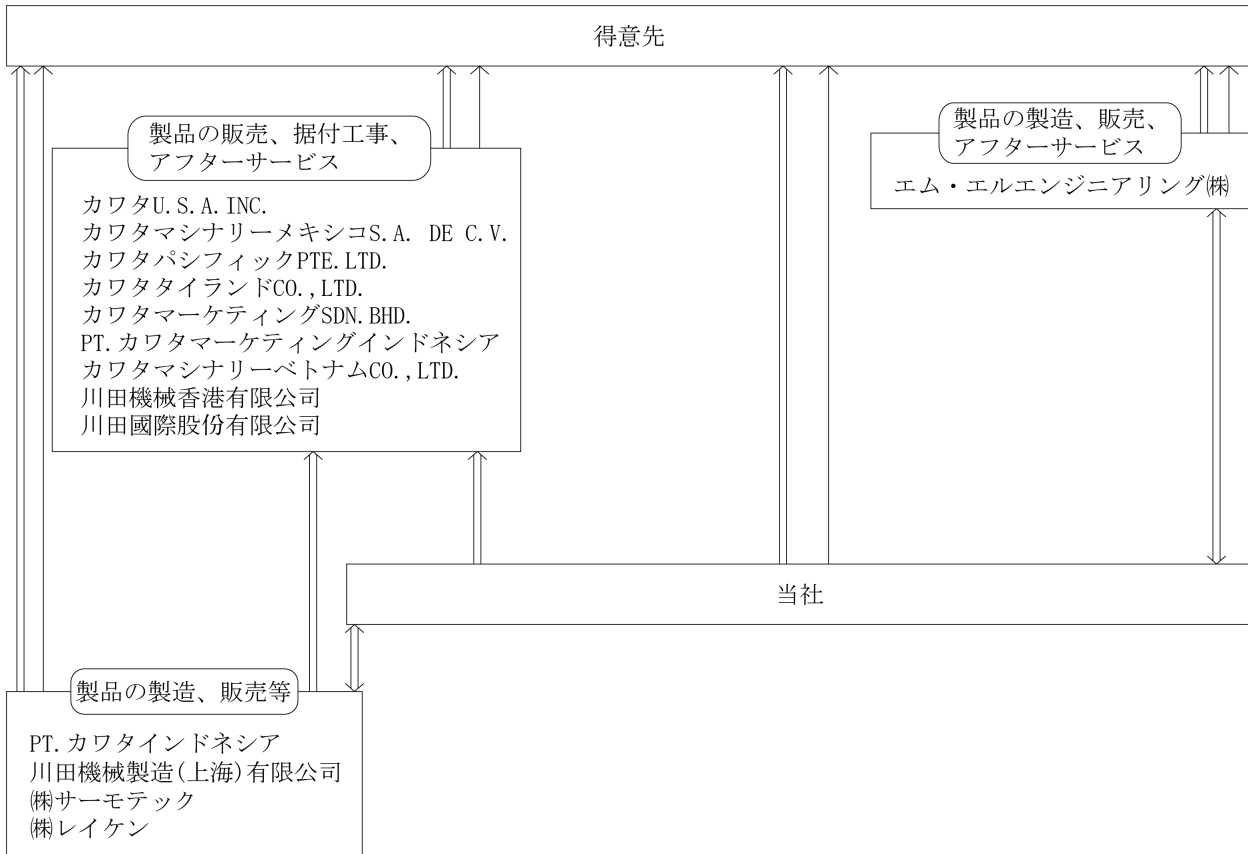 得意先
製品の販売、据付工事、
アフターサービス
カワタU.S.A.INC.
カワタマシナリーメキシコS.A. DE C.V.
カワタパシフィックPTE.LTD.
カワタタイランドCO.,LTD.
カワタマーケティングSDN.BHD.
PT.カワタマーケティングインドネシア
カワタマシナリーベトナムCO.,LTD.
川田機械香港有限公司
川田國際股份有限公司
製品の製造、販売、
アフターサービス
エム・エルエンジニアリング㈱
当社
製品の製造、販売等
PT.カワタインドネシア
川田機械製造(上海)有限公司
㈱サーモテック
㈱レイケン